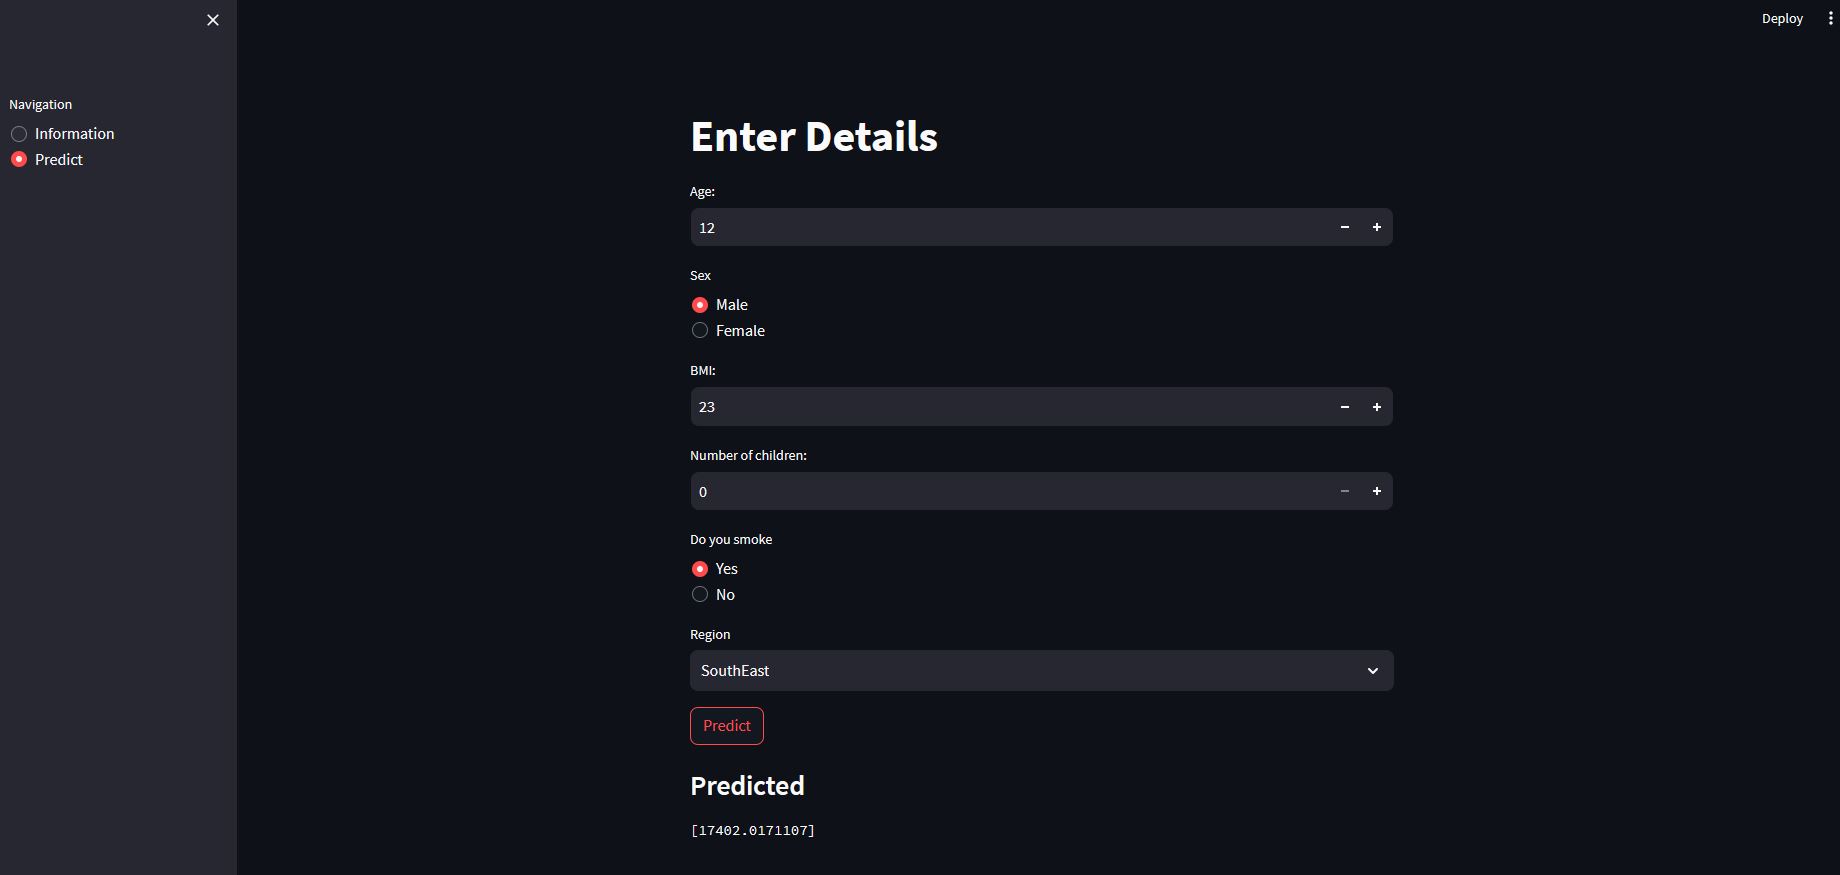 Deploy
Navigation
Information
Predict
Enter Details
Age:
12
Sex
Male
Female
BMI:
23
Number of children:
0
Do you smoke
Yes
No
Region
SouthEast
Predict
Predicted
[17402.0171107]